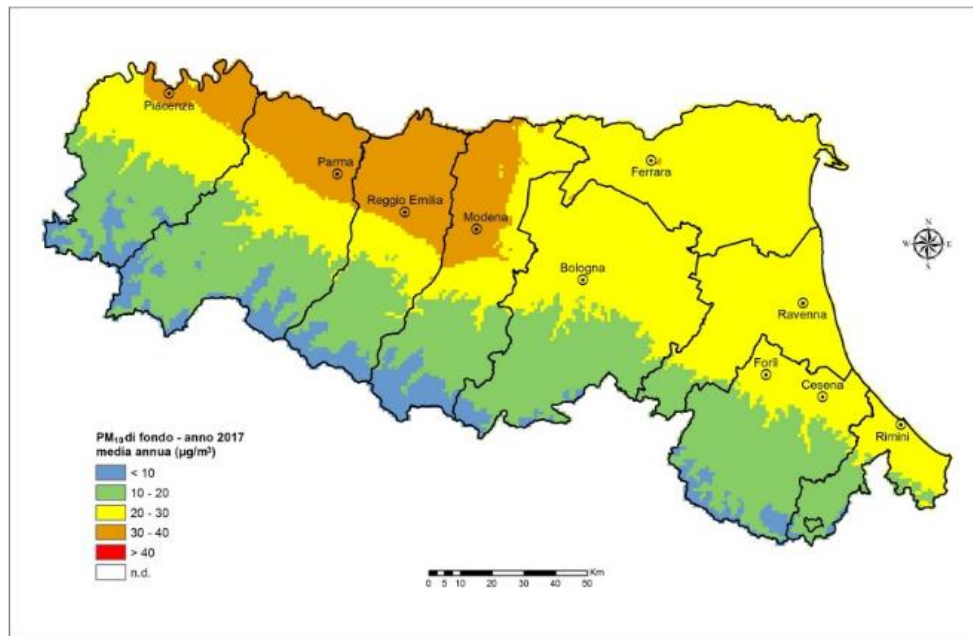 Piacenza
Parma
Reggio Emilia
Modena
Ferrara
Bologna
Ravenna
Forlì
Cesena
Rimini
N
W E
S
PM₁₀ di fondo - anno 2017
media annua (µg/m³)
< 10
10 - 20
20 - 30
30 - 40
> 40
n.d.
Km
0 5 10 20 30 40 50